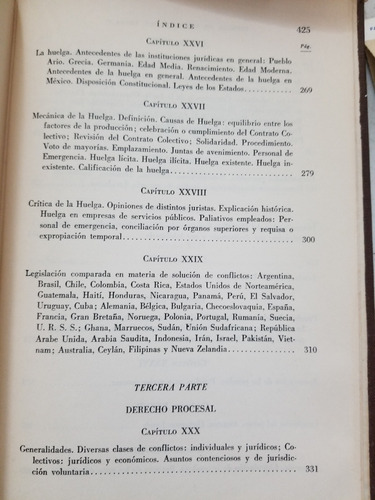 ÍNDICE 425
CAPÍTULO XXVI Pág.
La huelga. Antecedentes de las instituciones jurídicas en general: Pueblo
Ario. Grecia. Germania. Edad Media. Renacimiento. Edad Moderna.
Antecedentes de la huelga en general. Antecedentes de la huelga en
México. Disposición Constitucional. Leyes de los Estados. 269
CAPÍTULO XXVII
Mecánica de la Huelga. Definición. Causas de Huelga: equilibrio entre los
factores de la producción; celebración o cumplimiento del Contrato Co-
lectivo; Revisión del Contrato Colectivo; Solidaridad. Procedimiento.
Voto de mayorías. Emplazamiento. Juntas de avenimiento. Personal de
Emergencia. Huelga lícita. Huelga ilícita. Huelga existente. Huelga in-
existente. Calificación de la huelga 279
CAPÍTULO XXVIII
Crítica de la Huelga. Opiniones de distintos juristas. Explicación histórica.
Huelga en empresas de servicios públicos. Paliativos empleados: Per-
sonal de emergencia, conciliación por órganos superiores y requisa o
expropiación temporal 300
CAPÍTULO XXIX
Legislación comparada en materia de solución de conflictos: Argentina,
Brasil, Chile, Colombia, Costa Rica, Estados Unidos de Norteamérica,
Guatemala, Haití, Honduras, Nicaragua, Panamá, Perú, El Salvador,
Uruguay, Cuba; Alemania, Bélgica, Bulgaria, Checoeslovaquia, España,
Francia, Gran Bretaña, Noruega, Polonia, Portugal, Rumanía, Suecia,
U. R. S. S.; Ghana, Marruecos, Sudán, Unión Sudafricana; República
Arabe Unida, Arabia Saudita, Indonesia, Irán, Israel, Pakistán, Viet-
nam; Australia, Ceylán, Filipinas y Nueva Zelandia 310
TERCERA PARTE
DERECHO PROCESAL
CAPÍTULO XXX
Generalidades. Diversas clases de conflictos: individuales y jurídicos; Co-
lectivos: jurídicos y económicos. Asuntos contenciosos y de jurisdic-
ción voluntaria 331